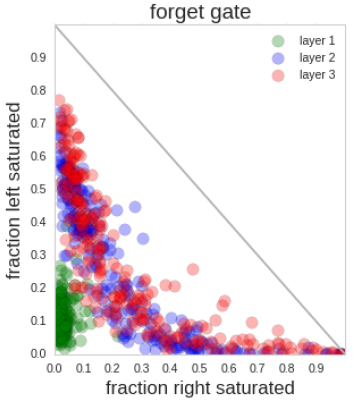 forget gate
layer 1
layer 2
layer 3
fraction left saturated
0.9
0.8
0.7
0.6
0.5
0.4
0.3
0.2
0.1
0.0
0.0 0.1 0.2 0.3 0.4 0.5 0.6 0.7 0.8 0.9
fraction right saturated